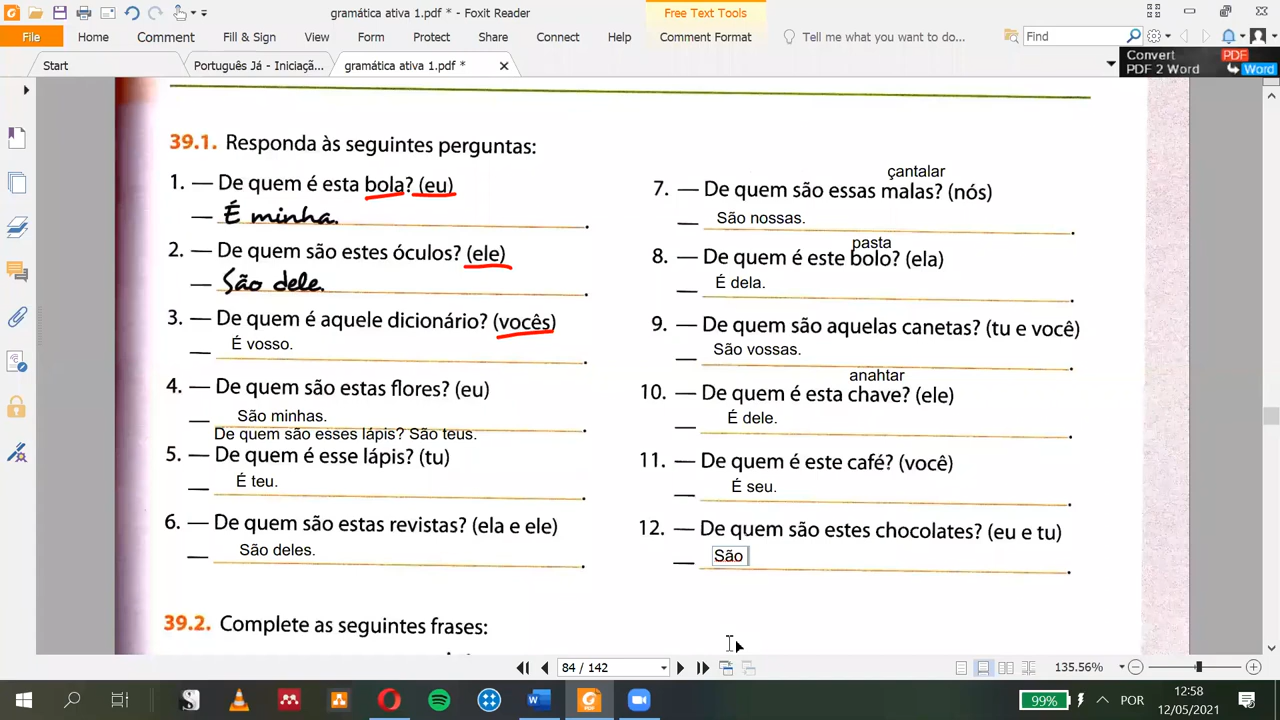 gramática ativa 1.pdf * - Foxit Reader
Free Text Tools
File
Home
Comment
Fill & Sign
View
Form
Protect
Share
Connect
Help
Comment Format
Tell me what you want to do...
Find
Start
Português Já - Iniciaçã...
gramática ativa 1.pdf *
Convert PDF
PDF 2 Word Word
39.1. Responda às seguintes perguntas:
1. — De quem é esta bola? (eu)
— É minha.
2. — De quem são estes óculos? (ele)
— São dele.
3. — De quem é aquele dicionário? (vocês)
— É vosso.
4. — De quem são estas flores? (eu)
— São minhas.
De quem são esses lápis? São teus.
5. — De quem é esse lápis? (tu)
— É teu.
6. — De quem são estas revistas? (ela e ele)
— São deles.
çantalar
7. — De quem são essas malas? (nós)
— São nossas.
pasta
8. — De quem é este bolo? (ela)
— É dela.
9. — De quem são aquelas canetas? (tu e você)
— São vossas.
anahtar
10. — De quem é esta chave? (ele)
— É dele.
11. — De quem é este café? (você)
— É seu.
12. — De quem são estes chocolates? (eu e tu)
— São
39.2. Complete as seguintes frases:
84 / 142
135.56%
99%
POR
12:58
12/05/2021